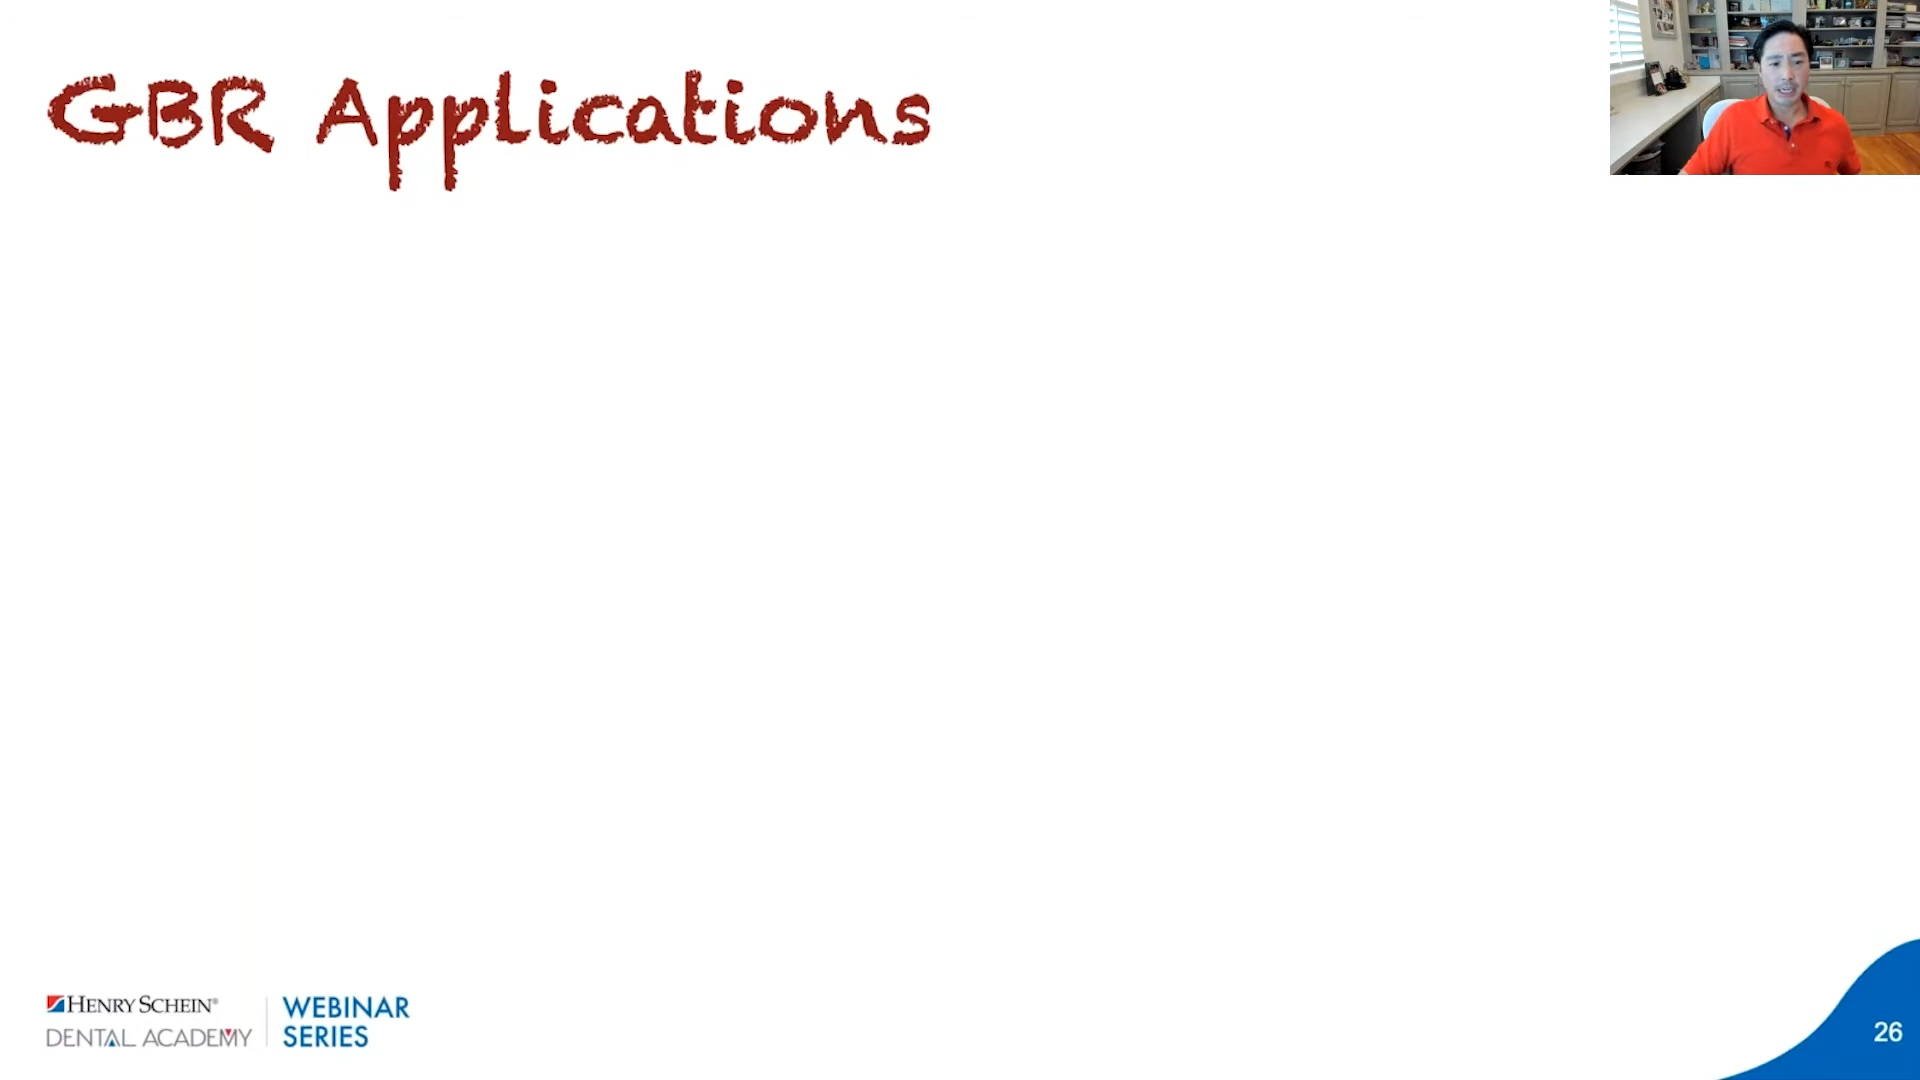 GBR Applications
HENRY SCHEIN®
DENTAL ACADEMY
WEBINAR
SERIES
26